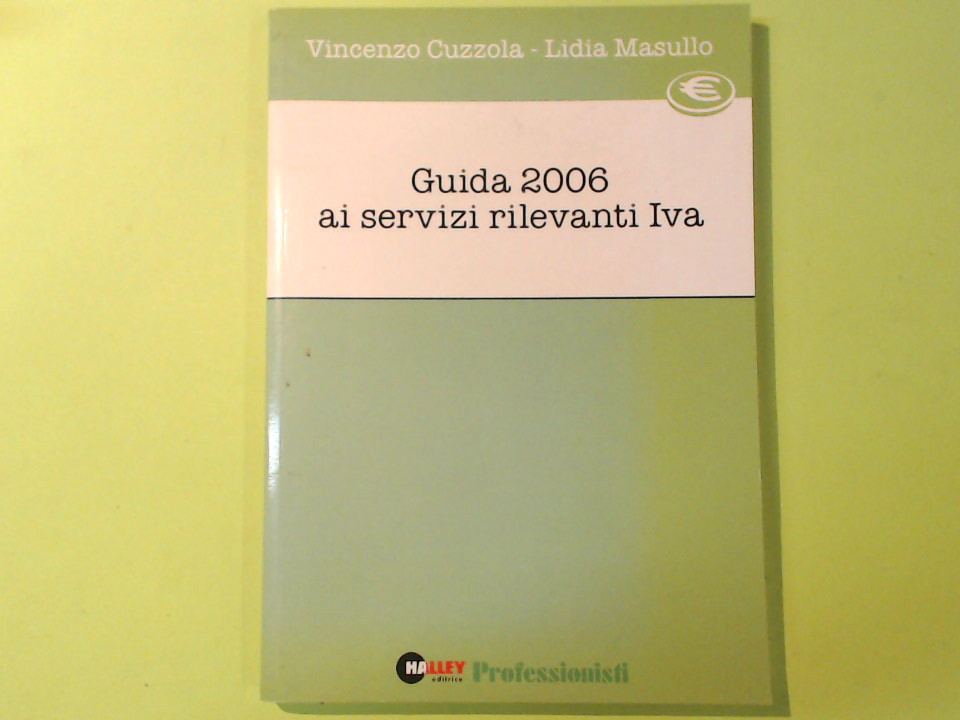 Vincenzo Cuzzola - Lidia Masullo
€
Guida 2006
ai servizi rilevanti Iva
HALLEY
editrice
Professionisti